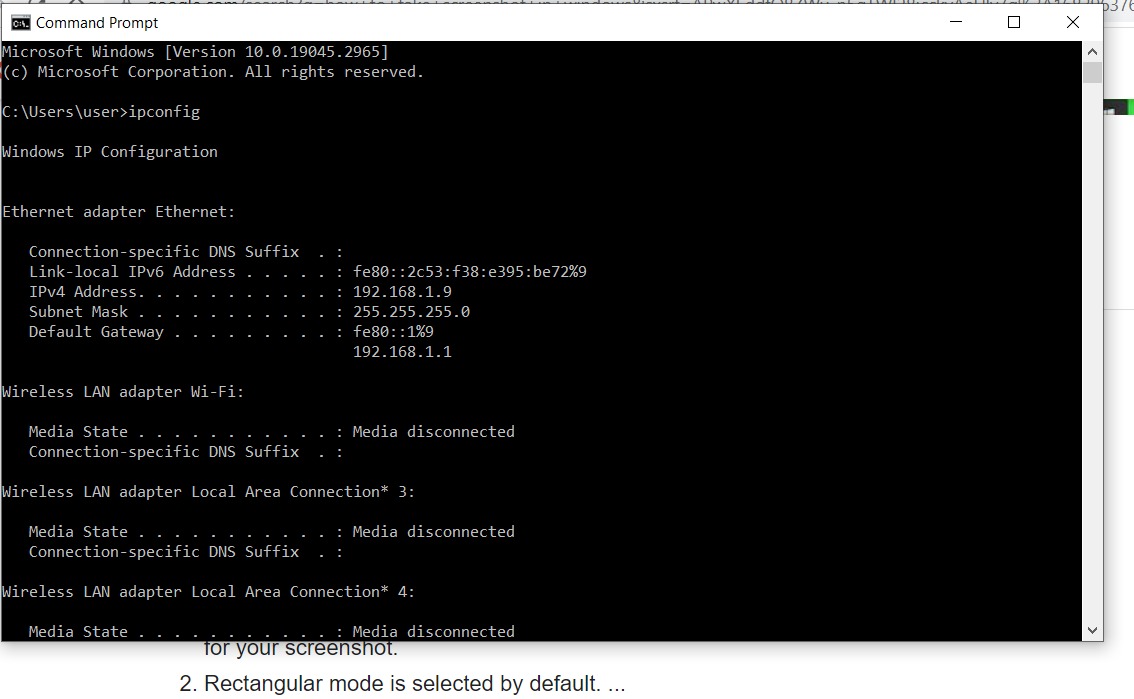 Command Prompt
Microsoft Windows [Version 10.0.19045.2965]
(c) Microsoft Corporation. All rights reserved.
C:\Users\user>ipconfig
Windows IP Configuration
Ethernet adapter Ethernet:
Connection-specific DNS Suffix . :
Link-local IPv6 Address . . . . . : fe80::2c53:f38:e395:be72%9
IPv4 Address. . . . . . . . . . . : 192.168.1.9
Subnet Mask . . . . . . . . . . . : 255.255.255.0
Default Gateway . . . . . . . . . : fe80::1%9
192.168.1.1
Wireless LAN adapter Wi-Fi:
Media State . . . . . . . . . . . : Media disconnected
Connection-specific DNS Suffix . :
Wireless LAN adapter Local Area Connection* 3:
Media State . . . . . . . . . . . : Media disconnected
Connection-specific DNS Suffix . :
Wireless LAN adapter Local Area Connection* 4:
Media State . . . . . . . . . . . : Media disconnected
for your screenshot.
2. Rectangular mode is selected by default. ...